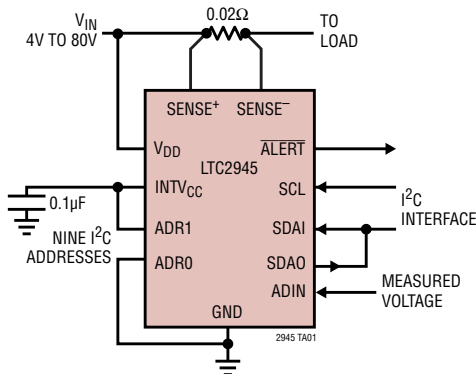 0.02Ω
VIN
4V TO 80V
TO
LOAD
SENSE+
SENSE–
VDD
LTC2945
ALERT
INTVCC
SCL
I2C
INTERFACE
0.1µF
ADR1
SDAI
NINE I2C
ADDRESSES
ADR0
SDAO
MEASURED
VOLTAGE
ADIN
GND
2945 TA01